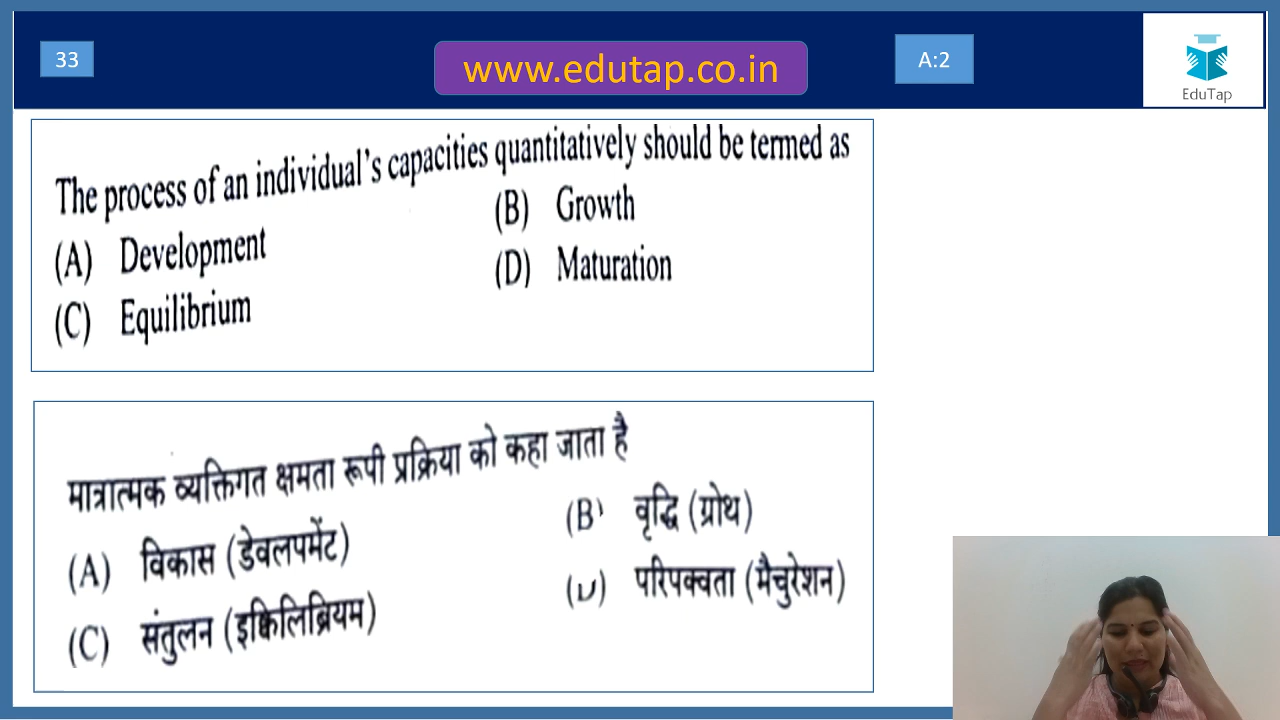 33
www.edutap.co.in
A:2
EduTap
The process of an individual's capacities quantitatively should be termed as
(A) Development
(B) Growth
(C) Equilibrium
(D) Maturation
मात्रात्मक व्यक्तिगत क्षमता रूपी प्रक्रिया को कहा जाता है
(A) विकास (डेवलपमेंट)
(B) वृद्धि (ग्रोथ)
(C) संतुलन (इक्विलिब्रियम)
(D) परिपक्वता (मैचुरेशन)